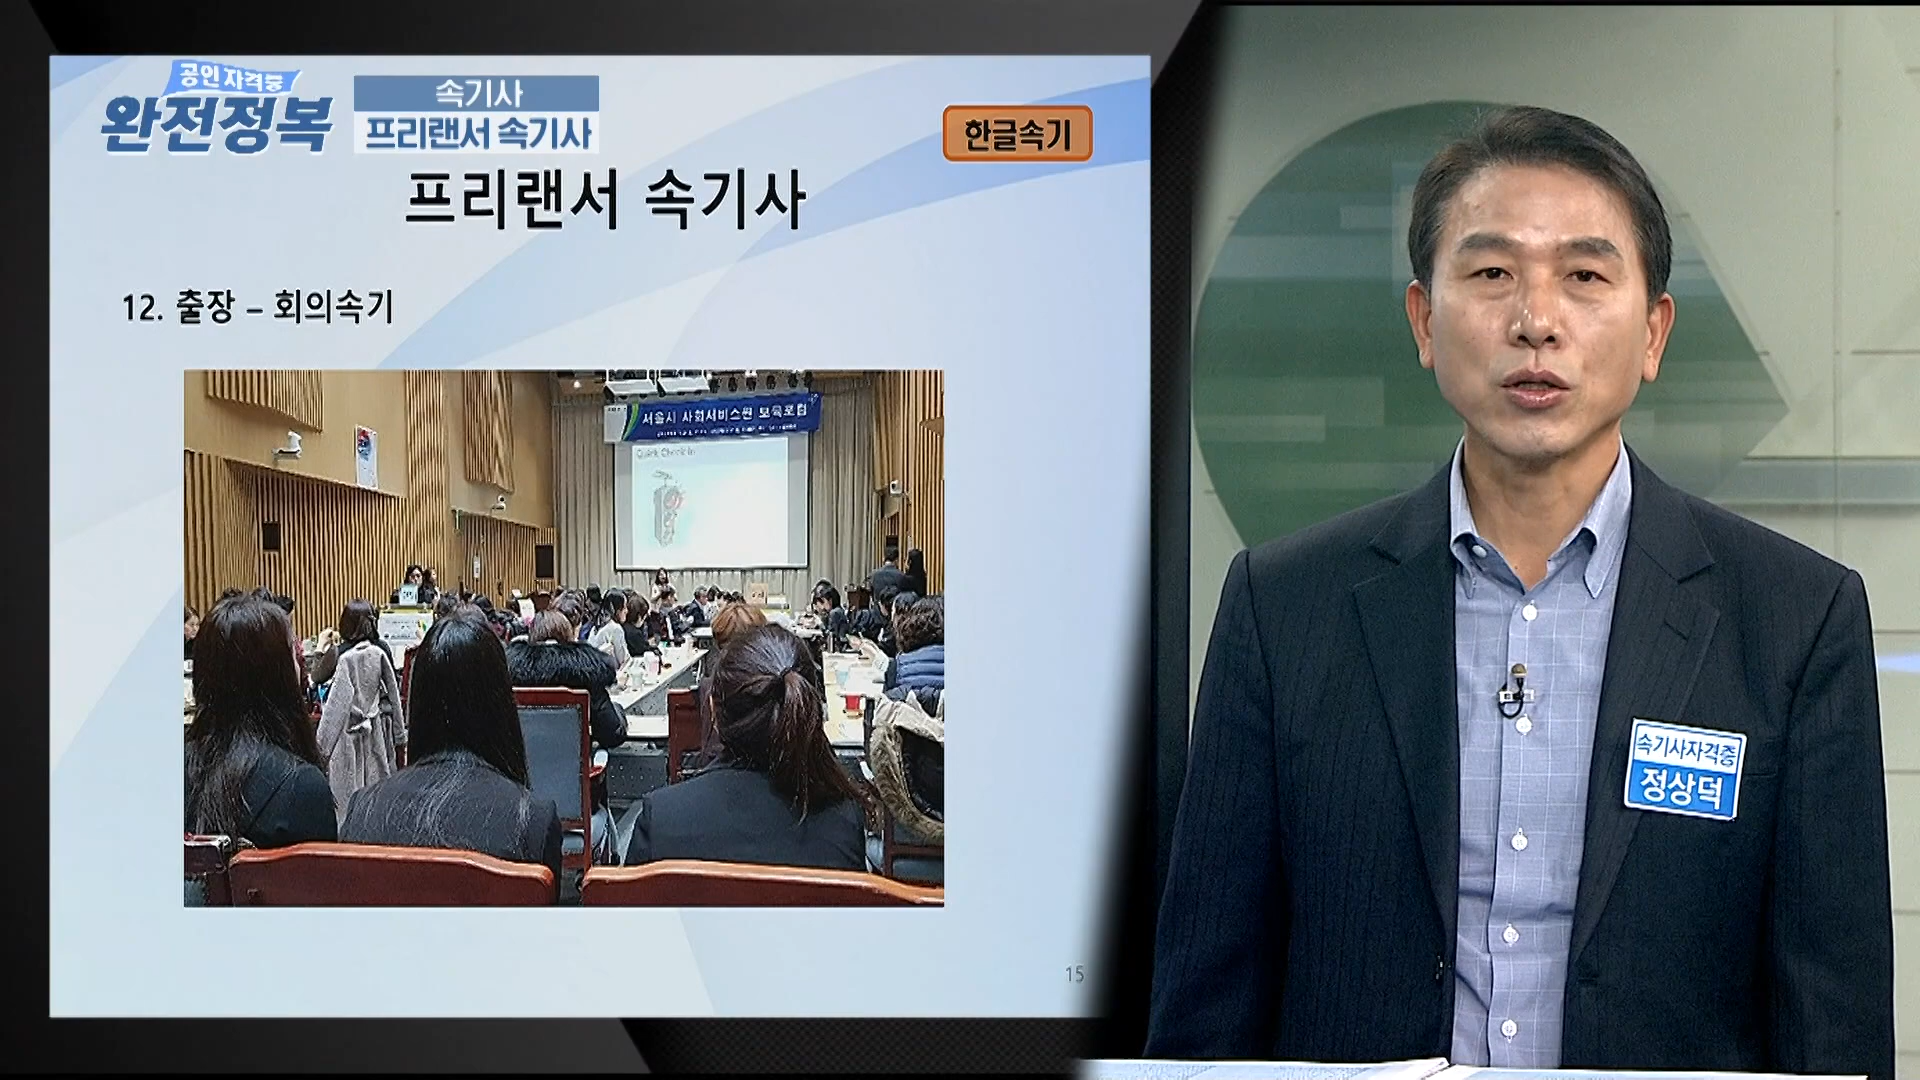 공인 자격증
완전정복
속기사
프리랜서 속기사
한글속기
프리랜서 속기사
12. 출장 – 회의속기
서울시 사회서비스원 보육포럼
Quick Check In
속기사자격증
정상덕
15